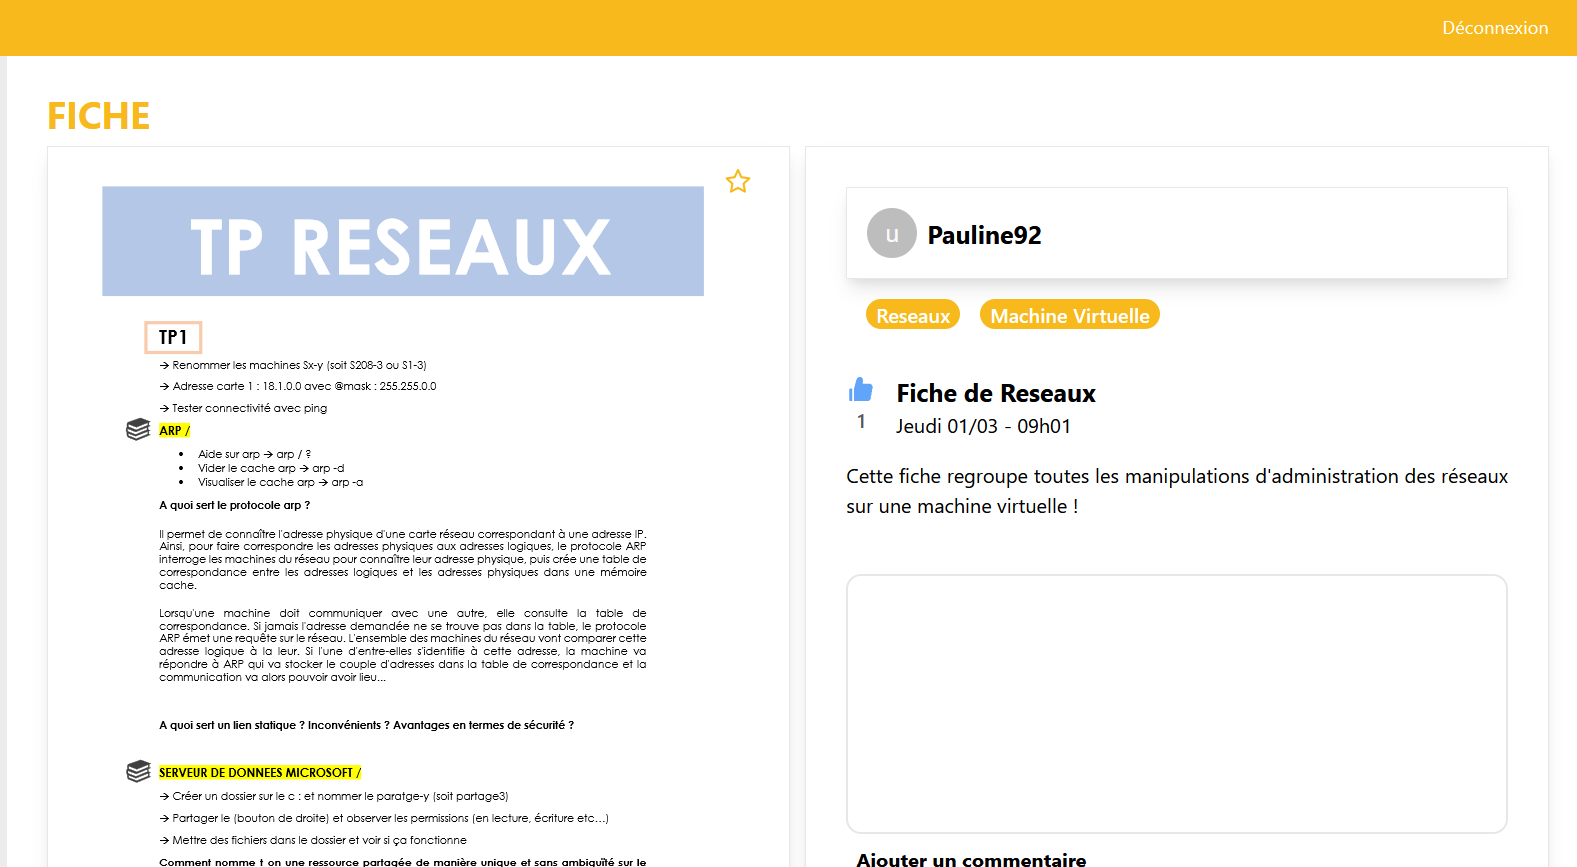 Déconnexion
FICHE
TP RESEAUX
TP1
→ Renommer les machines Sx-y (soit S208-3 ou S1-3)
→ Adresse carte 1 : 18.1.0.0 avec @mask : 255.255.0.0
→ Tester connectivité avec ping
ARP /
• Aide sur arp → arp / ?
• Vider le cache arp → arp -d
• Visualiser le cache arp → arp -a
A quoi sert le protocole arp ?
Il permet de connaître l'adresse physique d'une carte réseau correspondant à une adresse IP.
Ainsi, pour faire correspondre les adresses physiques aux adresses logiques, le protocole ARP
interroge les machines du réseau pour connaître leur adresse physique, puis crée une table de
correspondance entre les adresses logiques et les adresses physiques dans une mémoire
cache.
Lorsqu'une machine doit communiquer avec une autre, elle consulte la table de
correspondance. Si jamais l'adresse demandée ne se trouve pas dans la table, le protocole
ARP émet une requête sur le réseau. L'ensemble des machines du réseau vont comparer cette
adresse logique à la leur. Si l'une d'entre-elles s'identifie à cette adresse, la machine va
répondre à ARP qui va stocker le couple d'adresses dans la table de correspondance et la
communication va alors pouvoir avoir lieu...
A quoi sert un lien statique ? Inconvénients ? Avantages en termes de sécurité ?
SERVEUR DE DONNEES MICROSOFT /
→ Créer un dossier sur le c : et nommer le paratge-y (soit partage3)
→ Partager le (bouton de droite) et observer les permissions (en lecture, écriture etc…)
→ Mettre des fichiers dans le dossier et voir si ça fonctionne
Comment nomme t on une ressource partagée de manière unique et sans ambiguïté sur le
u
Pauline92
Reseaux
Machine Virtuelle
Fiche de Reseaux
1
Jeudi 01/03 - 09h01
Cette fiche regroupe toutes les manipulations d'administration des réseaux
sur une machine virtuelle !
Ajouter un commentaire